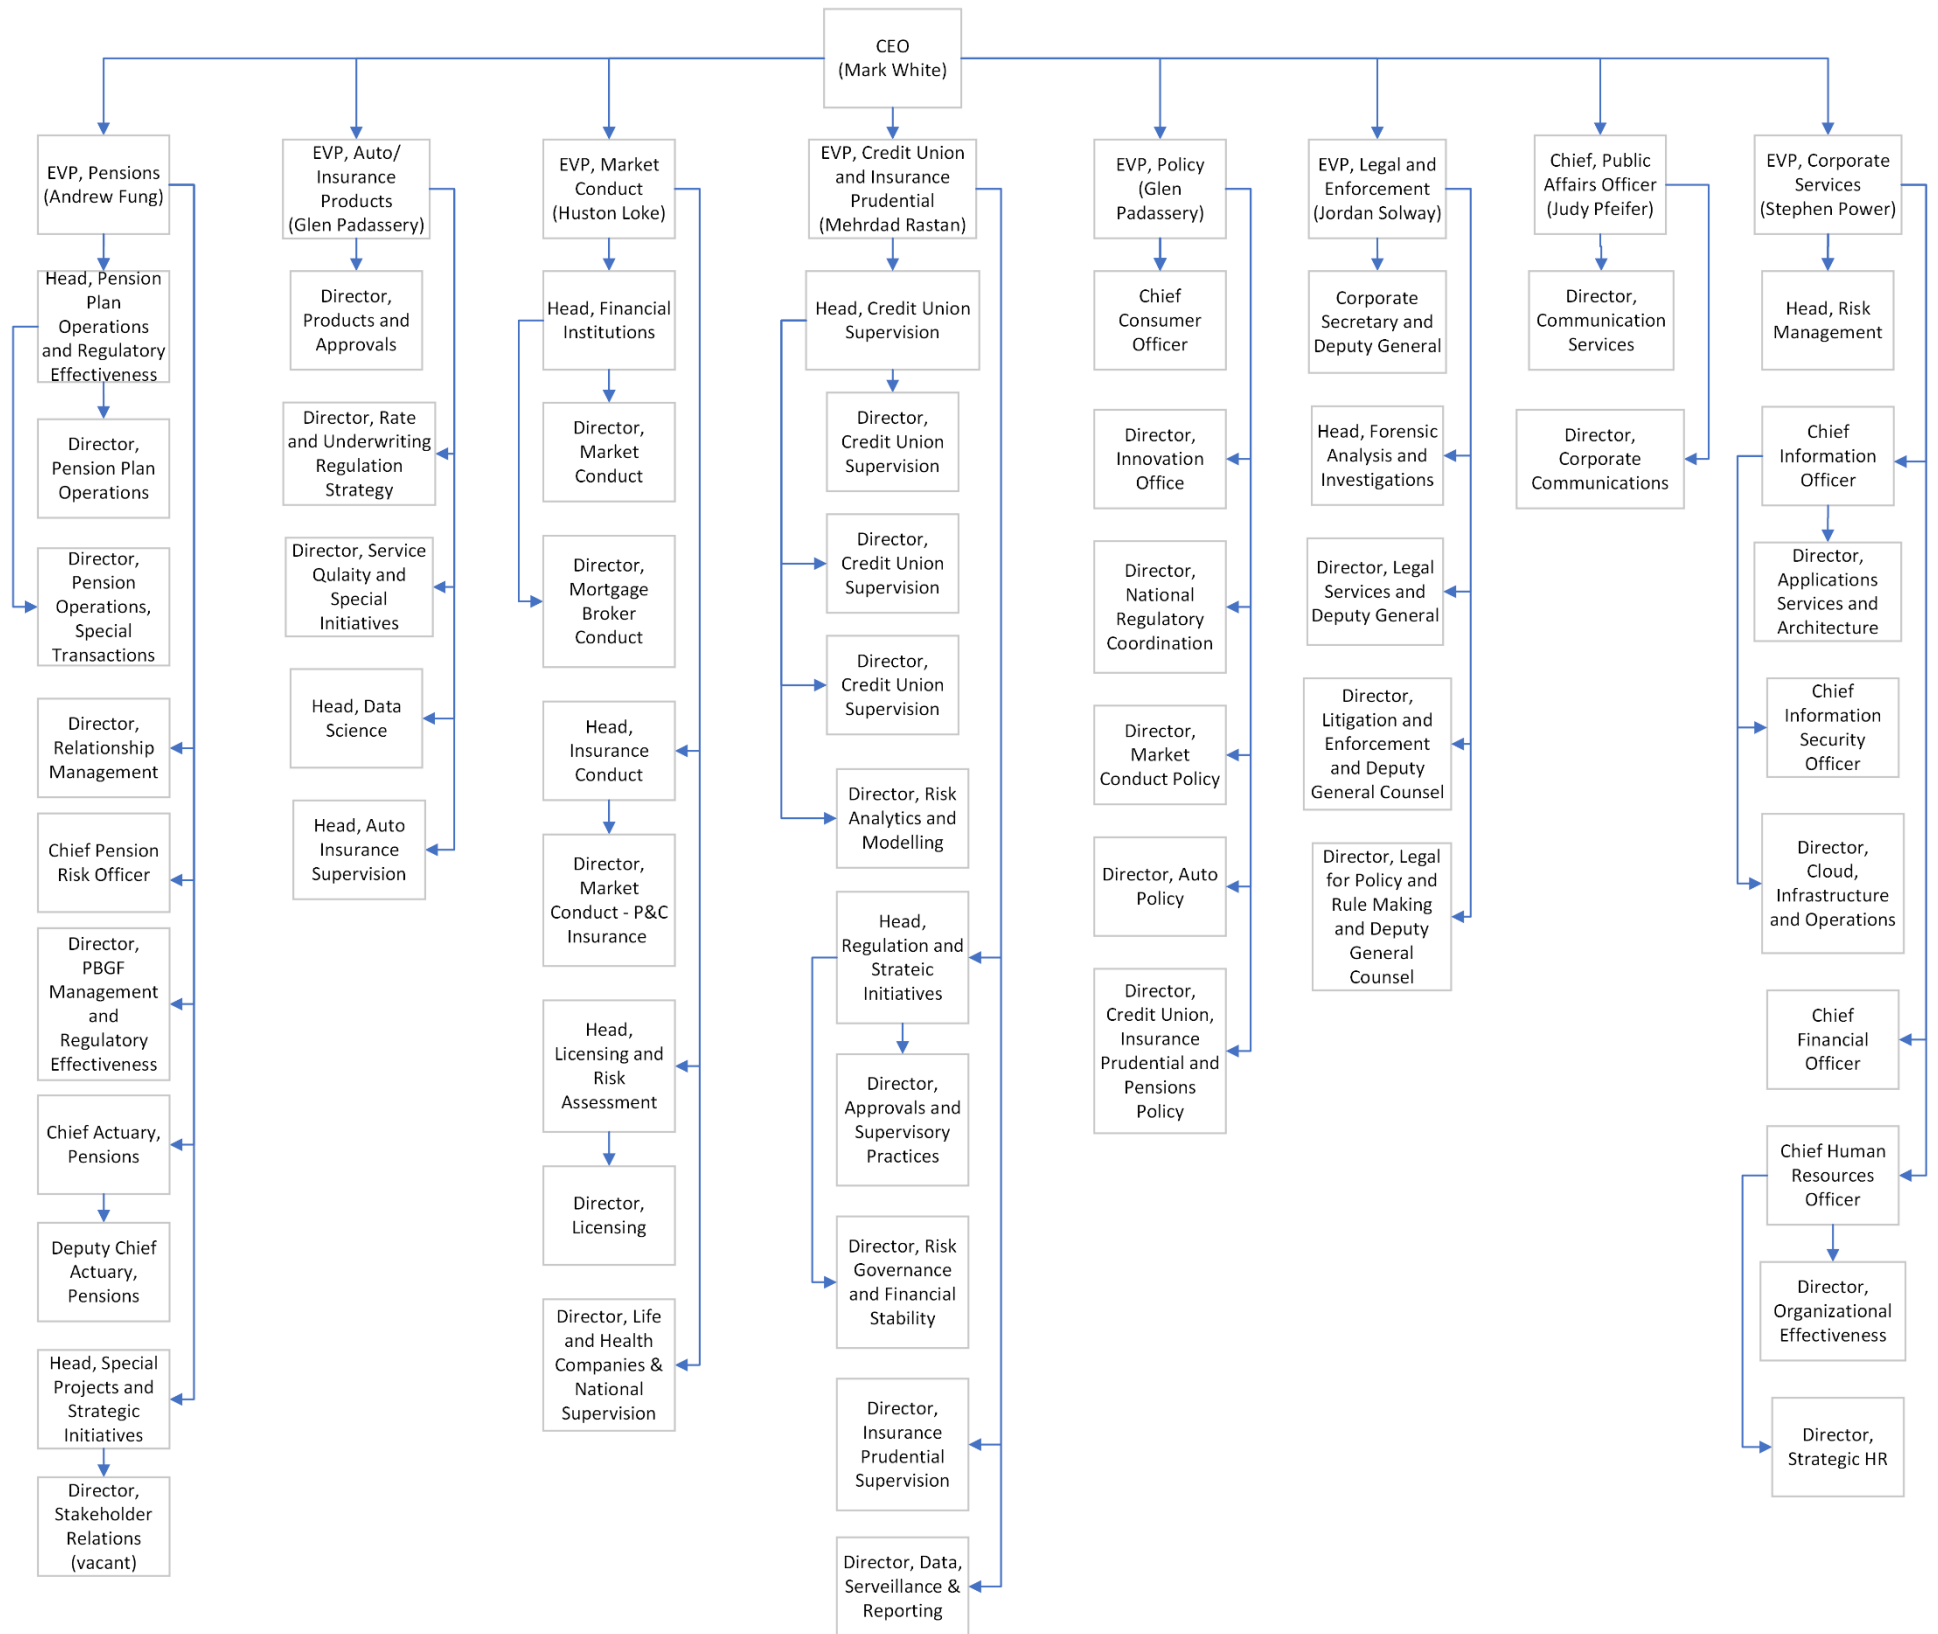 CEO
(Mark White)
EVP, Pensions
(Andrew Fung)
Head, Pension
Plan
Operations
and Regulatory
Effectiveness
Director,
Pension Plan
Operations
Director,
Pension
Operations,
Special
Transactions
Director,
Relationship
Management
Chief Pension
Risk Officer
Director,
PBGF
Management
and
Regulatory
Effectiveness
Chief Actuary,
Pensions
Deputy Chief
Actuary,
Pensions
Head, Special
Projects and
Strategic
Initiatives
Director,
Stakeholder
Relations
(vacant)
EVP, Auto/
Insurance
Products
(Glen Padassery)
Director,
Products and
Approvals
Director, Rate
and Underwriting
Regulation
Strategy
Director, Service
Qulaity and
Special
Initiatives
Head, Data
Science
Head, Auto
Insurance
Supervision
EVP, Market
Conduct
(Huston Loke)
Head, Financial
Institutions
Director,
Market
Conduct
Director,
Mortgage
Broker
Conduct
Head,
Insurance
Conduct
Director,
Market
Conduct - P&C
Insurance
Head,
Licensing and
Risk
Assessment
Director,
Licensing
Director, Life
and Health
Companies &
National
Supervision
EVP, Credit Union
and Insurance
Prudential
(Mehrdad Rastan)
Head, Credit Union
Supervision
Director,
Credit Union
Supervision
Director,
Credit Union
Supervision
Director,
Credit Union
Supervision
Director, Risk
Analytics and
Modelling
Head,
Regulation and
Strateic
Initiatives
Director,
Approvals and
Supervisory
Practices
Director, Risk
Governance
and Financial
Stability
Director,
Insurance
Prudential
Supervision
Director, Data,
Serveillance &
Reporting
EVP, Policy
(Glen
Padassery)
Chief
Consumer
Officer
Director,
Innovation
Office
Director,
National
Regulatory
Coordination
Director,
Market
Conduct Policy
Director, Auto
Policy
Director,
Credit Union,
Insurance
Prudential and
Pensions
Policy
EVP, Legal and
Enforcement
(Jordan Solway)
Corporate
Secretary and
Deputy General
Head, Forensic
Analysis and
Investigations
Director, Legal
Services and
Deputy General
Director,
Litigation and
Enforcement
and Deputy
General Counsel
Director, Legal
for Policy and
Rule Making
and Deputy
General
Counsel
Chief, Public
Affairs Officer
(Judy Pfeifer)
Director,
Communication
Services
Director,
Corporate
Communications
EVP, Corporate
Services
(Stephen Power)
Head, Risk
Management
Chief
Information
Officer
Director,
Applications
Services and
Architecture
Chief
Information
Security
Officer
Director,
Cloud,
Infrastructure
and Operations
Chief
Financial
Officer
Chief Human
Resources
Officer
Director,
Organizational
Effectiveness
Director,
Strategic HR